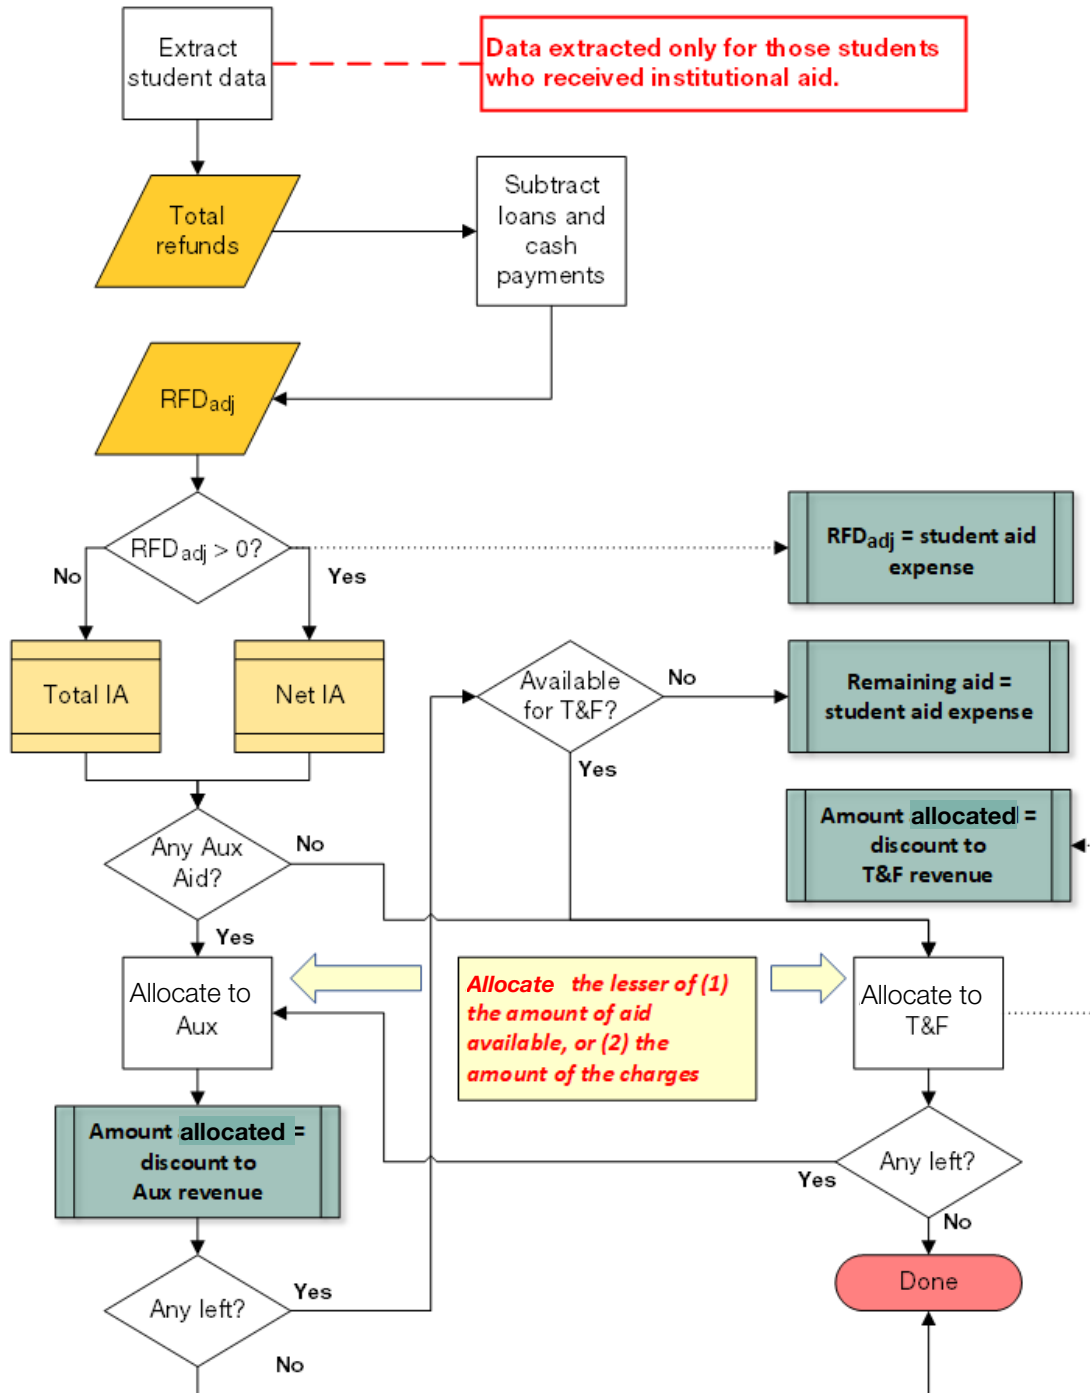 Extract
student data
Data extracted only for those students
who received institutional aid.
Total
refunds
Subtract
loans and
cash
payments
RFDadj
RFDadj > 0?
No
Yes
RFDadj = student aid
expense
Total IA
Net IA
Available
for T&F?
No
Yes
Remaining aid =
student aid expense
Amount allocated =
discount to
T&F revenue
Any Aux
Aid?
No
Yes
Allocate to
Aux
Allocate the lesser of (1)
the amount of aid
available, or (2) the
amount of the charges
Allocate to
T&F
Amount allocated =
discount to
Aux revenue
Any left?
Yes
No
Any left?
Yes
No
Done